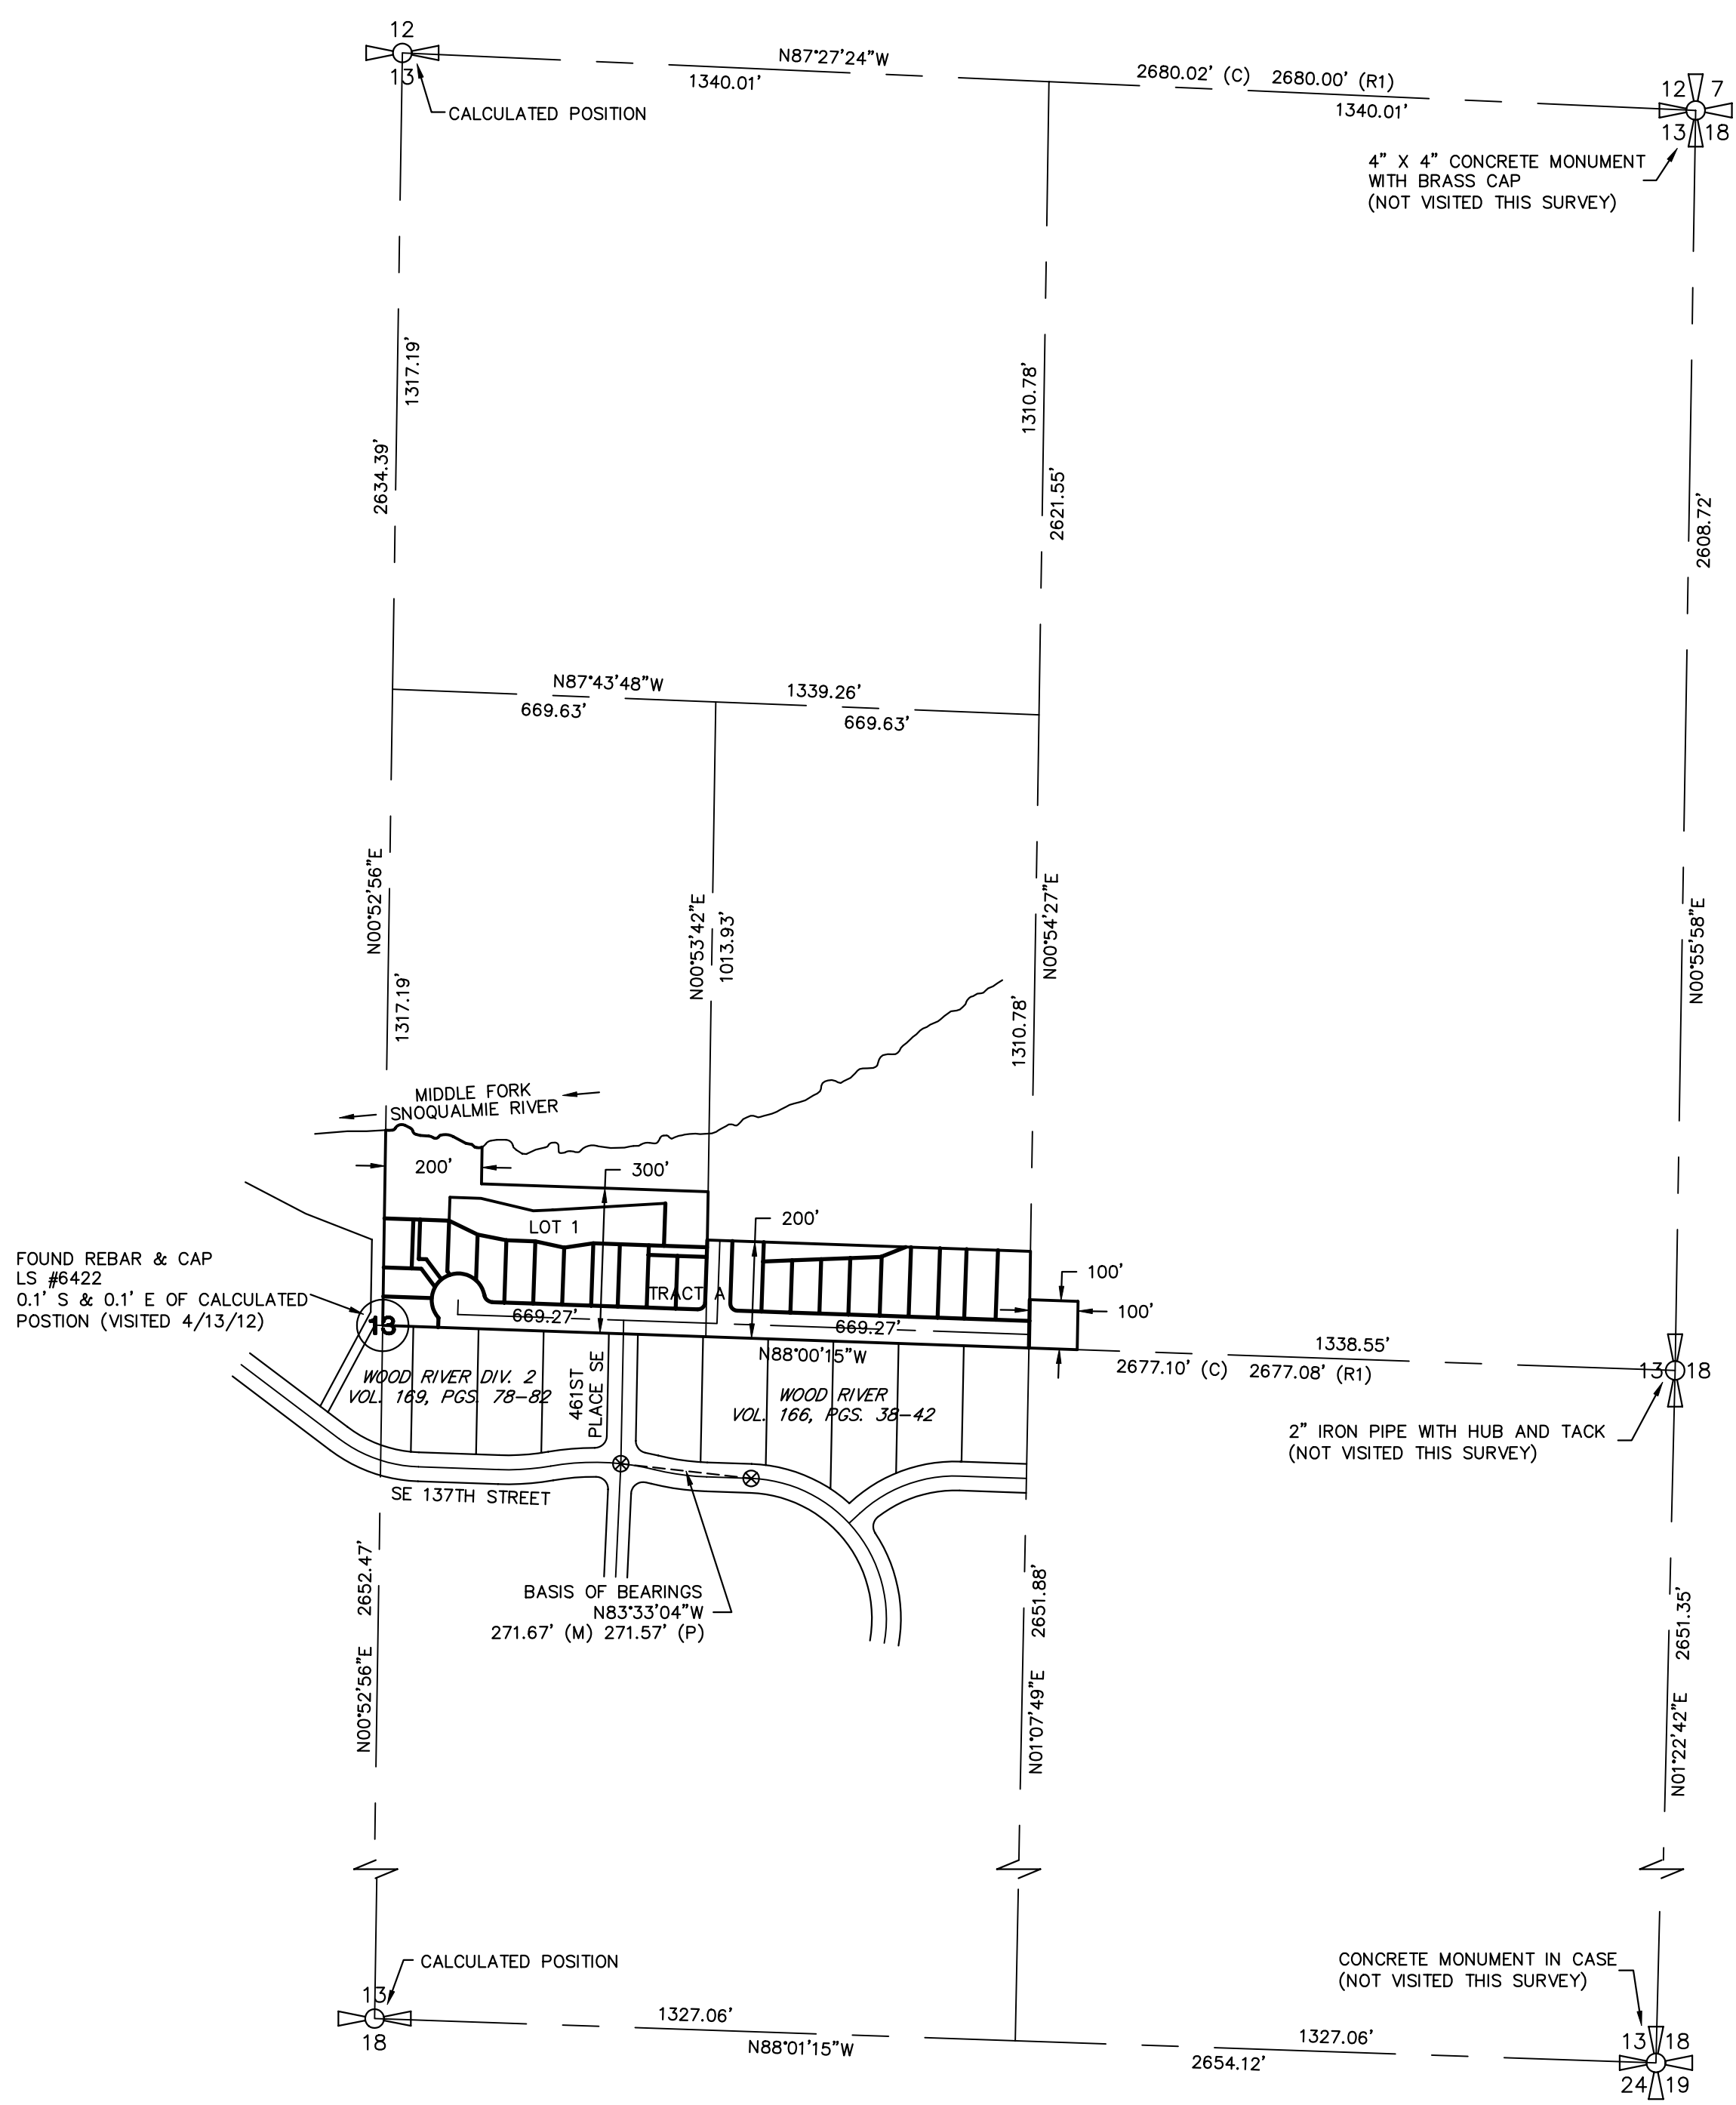 12
13
CALCULATED POSITION
N87°27'24"W
1340.01'
2680.02' (C) 2680.00' (R1)
1340.01'
12 7
13 18
4" X 4" CONCRETE MONUMENT
WITH BRASS CAP
(NOT VISITED THIS SURVEY)
1317.19'
2634.39'
1310.78'
2621.55'
2608.72'
N87°43'48"W
669.63'
1339.26'
669.63'
N00°52'56"E
1317.19'
N00°53'42"E
1013.93'
N00°54'27"E
1310.78'
N00°55'58"E
MIDDLE FORK
SNOQUALMIE RIVER
200'
300'
LOT 1
200'
100'
100'
TRACT A
669.27'
669.27'
N88°00'15"W
1338.55'
2677.10' (C) 2677.08' (R1)
13 18
13
FOUND REBAR & CAP
LS #6422
0.1' S & 0.1' E OF CALCULATED
POSTION (VISITED 4/13/12)
WOOD RIVER DIV. 2
VOL. 169, PGS. 78-82
461ST
PLACE SE
WOOD RIVER
VOL. 166, PGS. 38-42
2" IRON PIPE WITH HUB AND TACK
(NOT VISITED THIS SURVEY)
SE 137TH STREET
BASIS OF BEARINGS
N83°33'04"W
271.67' (M) 271.57' (P)
N00°52'56"E 2652.47'
N01°07'49"E 2651.88'
N01°22'42"E 2651.35'
CALCULATED POSITION
13
18
1327.06'
N88°01'15"W
1327.06'
2654.12'
CONCRETE MONUMENT IN CASE
(NOT VISITED THIS SURVEY)
13 18
24 19